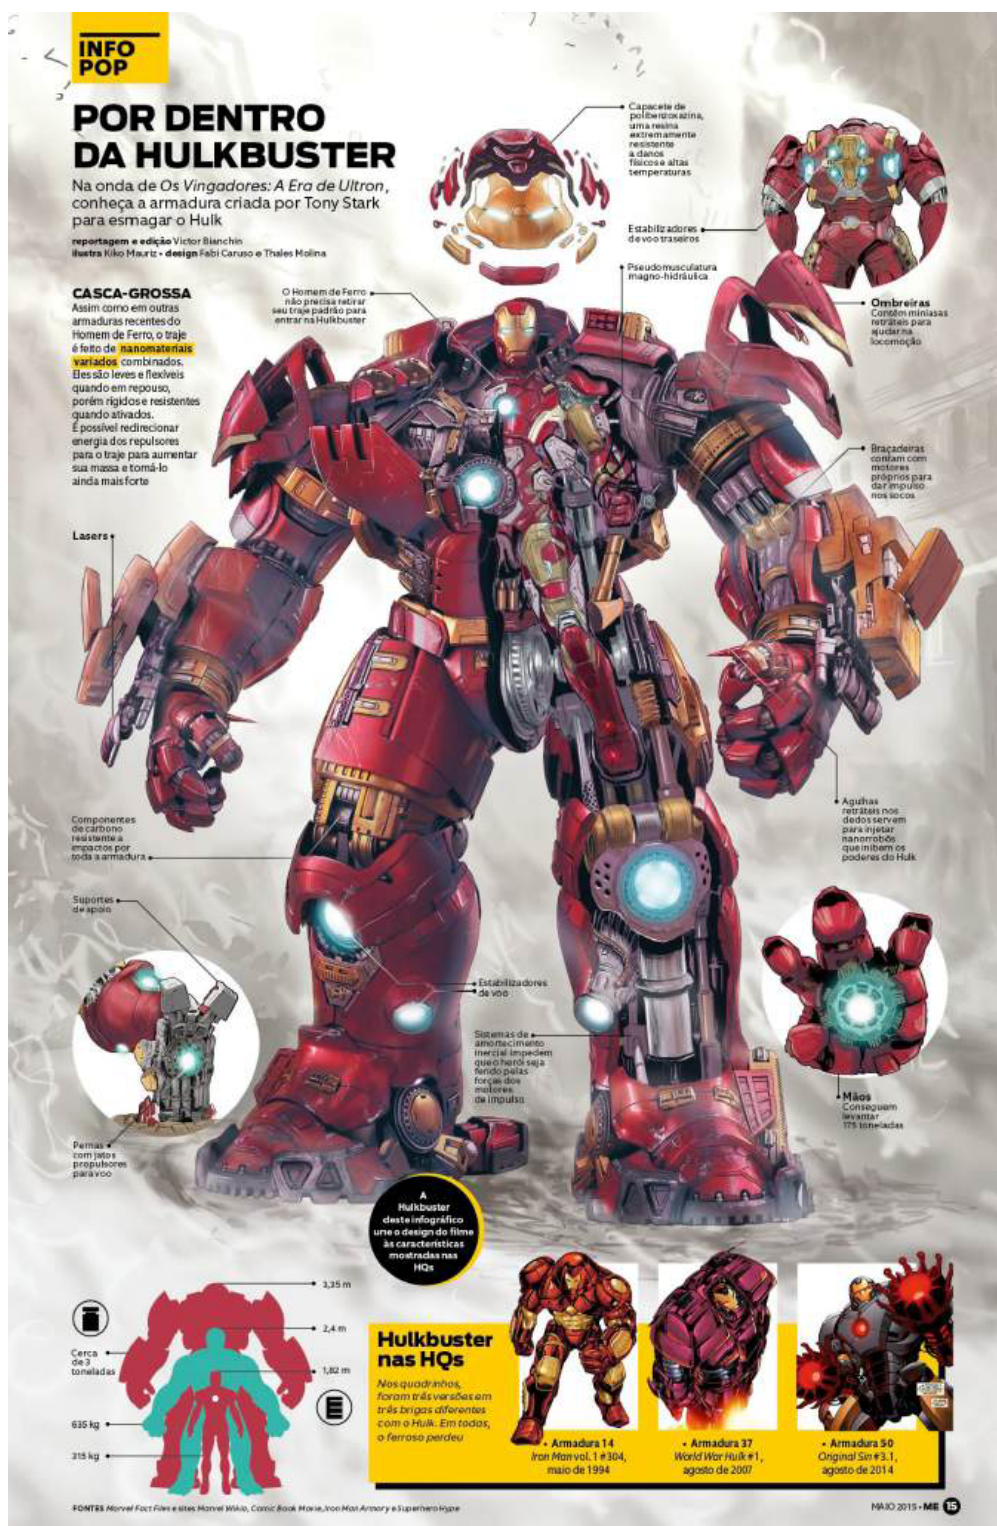 INFO
POP
POR DENTRO
DA HULKBUSTER
Na onda de Os Vingadores: A Era de Ultron,
conheça a armadura criada por Tony Stark
para esmagar o Hulk
reportagem e edição Victor Bianchin
ilustra Kiko Mauriz • design Fabi Caruso e Thales Molina
CASCA-GROSSA
Assim como em outras
armaduras recentes do
Homem de Ferro, o traje
é feito de nanomateriais
variados combinados.
Eles são leves e flexíveis
quando em repouso,
porém rígidos e resistentes
quando ativados.
É possível redirecionar
energia dos repulsores
para o traje para aumentar
sua massa e torná-lo
ainda mais forte
O Homem de Ferro
não precisa retirar
seu traje padrão para
entrar na Hulkbuster
Capacete de
polibenzoxazina,
uma resina
extremamente
resistente
a danos
físicos e altas
temperaturas
Estabilizadores
de voo traseiros
Pseudomusculatura
magno-hidráulica
Ombreiras
Contêm miniasas
retráteis para
ajudar na
locomoção
Braçadeiras
contam com
motores
próprios para
dar impulso
nos socos
Lasers
Agulhas
retráteis nos
dedos servem
para injetar
nanorrobôs
que inibem os
poderes do Hulk
Componentes
de carbono
resistente a
impactos por
toda a armadura
Suportes
de apoio
Estabilizadores
de voo
Sistemas de
amortecimento
inercial impedem
que o herói seja
ferido pelas
forças dos
motores
de impulso
Mãos
Conseguem
levantar
175 toneladas
Pernas
com jatos
propulsores
para voo
A
Hulkbuster
deste infográfico
une o design do filme
às características
mostradas nas
HQs
3,35 m
2,4 m
1,82 m
Cerca
de 3
toneladas
635 kg
315 kg
Hulkbuster
nas HQs
Nos quadrinhos,
foram três versões em
três brigas diferentes
com o Hulk. Em todas,
o ferroso perdeu
• Armadura 14
Iron Man vol. 1 #304,
maio de 1994
• Armadura 37
World War Hulk #1,
agosto de 2007
• Armadura 50
Original Sin #3.1,
agosto de 2014
FONTES Marvel Fact Files e sites Marvel Wikia, Comic Book Movie, Iron Man Armory e Superhero Hype
MAIO 2015 • ME 15